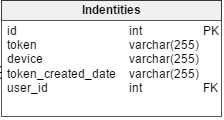 Indentities
id int PK
token varchar(255)
device varchar(255)
token_created_date varchar(255)
user_id int FK